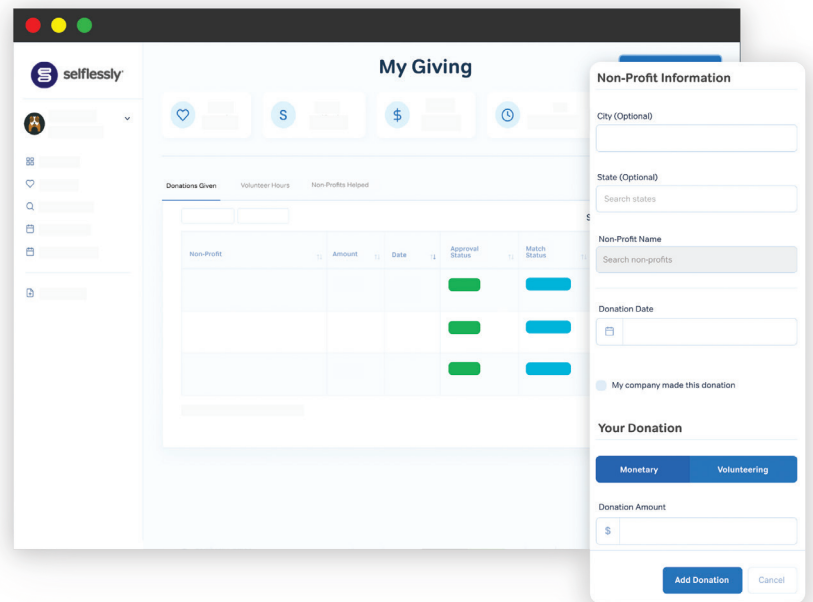 selflessly
My Giving
S
$
Donations Given
Volunteer Hours
Non-Profits Helped
Non-Profit
Amount
Date
Approval
Status
Match
Status
Non-Profit Information
City (Optional)
State (Optional)
Search states
Non-Profit Name
Search non-profits
Donation Date
My company made this donation
Your Donation
Monetary
Volunteering
Donation Amount
$
Add Donation
Cancel